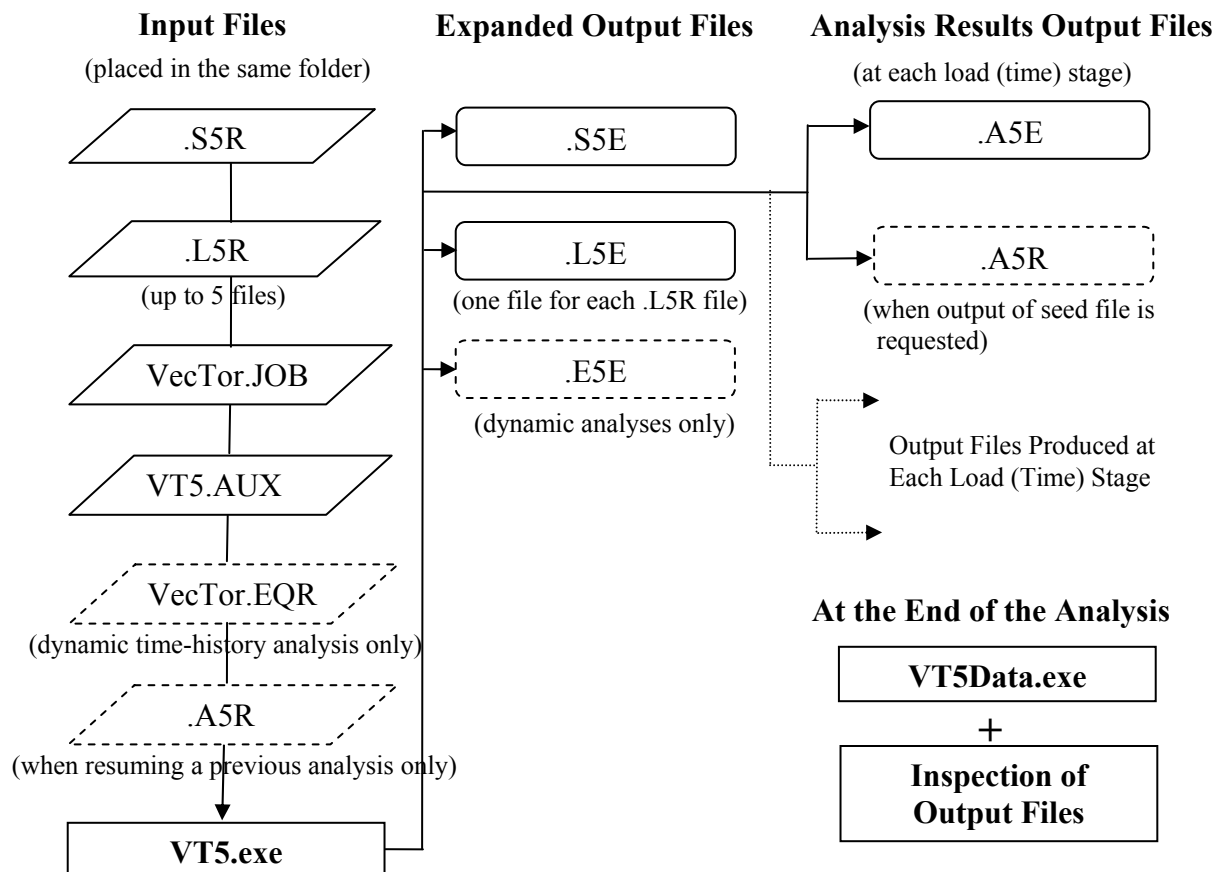 Input Files
(placed in the same folder)
.S5R
.L5R
(up to 5 files)
VecTor.JOB
VT5.AUX
VecTor.EQR
(dynamic time-history analysis only)
.A5R
(when resuming a previous analysis only)
VT5.exe
Expanded Output Files
.S5E
.L5E
(one file for each .L5R file)
.E5E
(dynamic analyses only)
Analysis Results Output Files
(at each load (time) stage)
.A5E
.A5R
(when output of seed file is
requested)
Output Files Produced at
Each Load (Time) Stage
At the End of the Analysis
VT5Data.exe
+
Inspection of
Output Files